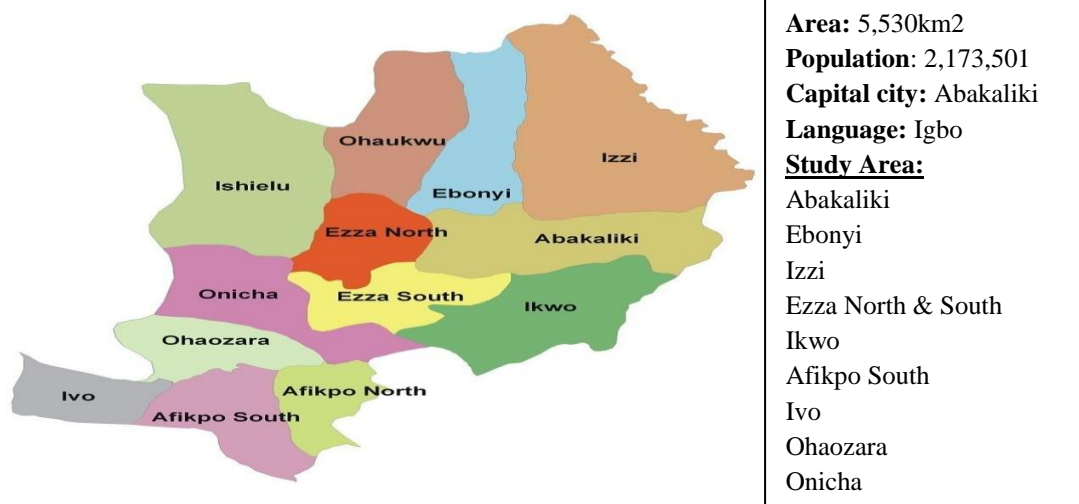 Ohaukwu
Izzi
Ishielu
Ebonyi
Ezza North
Abakaliki
Onicha
Ezza South
Ikwo
Ohaozara
Afikpo North
Ivo
Afikpo South
Area: 5,530km2
Population: 2,173,501
Capital city: Abakaliki
Language: Igbo
Study Area:
Abakaliki
Ebonyi
Izzi
Ezza North & South
Ikwo
Afikpo South
Ivo
Ohaozara
Onicha